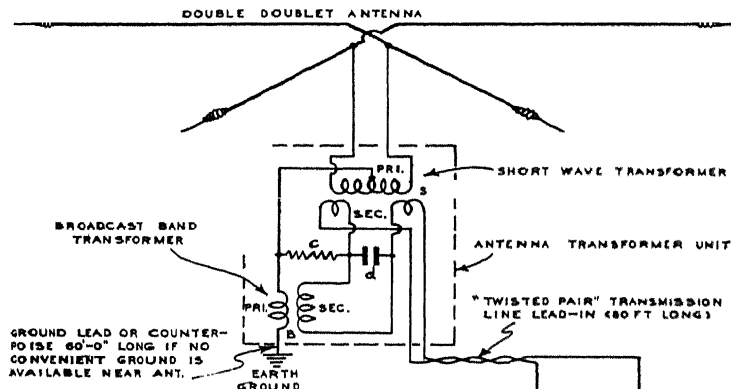 DOUBLE DOUBLET ANTENNA
PRI.
SHORT WAVE TRANSFORMER
S
SEC.
BROADCAST BAND
TRANSFORMER
C
d
ANTENNA TRANSFORMER UNIT
PRI.
SEC.
B
"TWISTED PAIR" TRANSMISSION
LINE LEAD-IN (80 FT LONG)
GROUND LEAD OR COUNTER-
POISE 60'-0" LONG IF NO
CONVENIENT GROUND IS
AVAILABLE NEAR ANT.
EARTH
GROUND